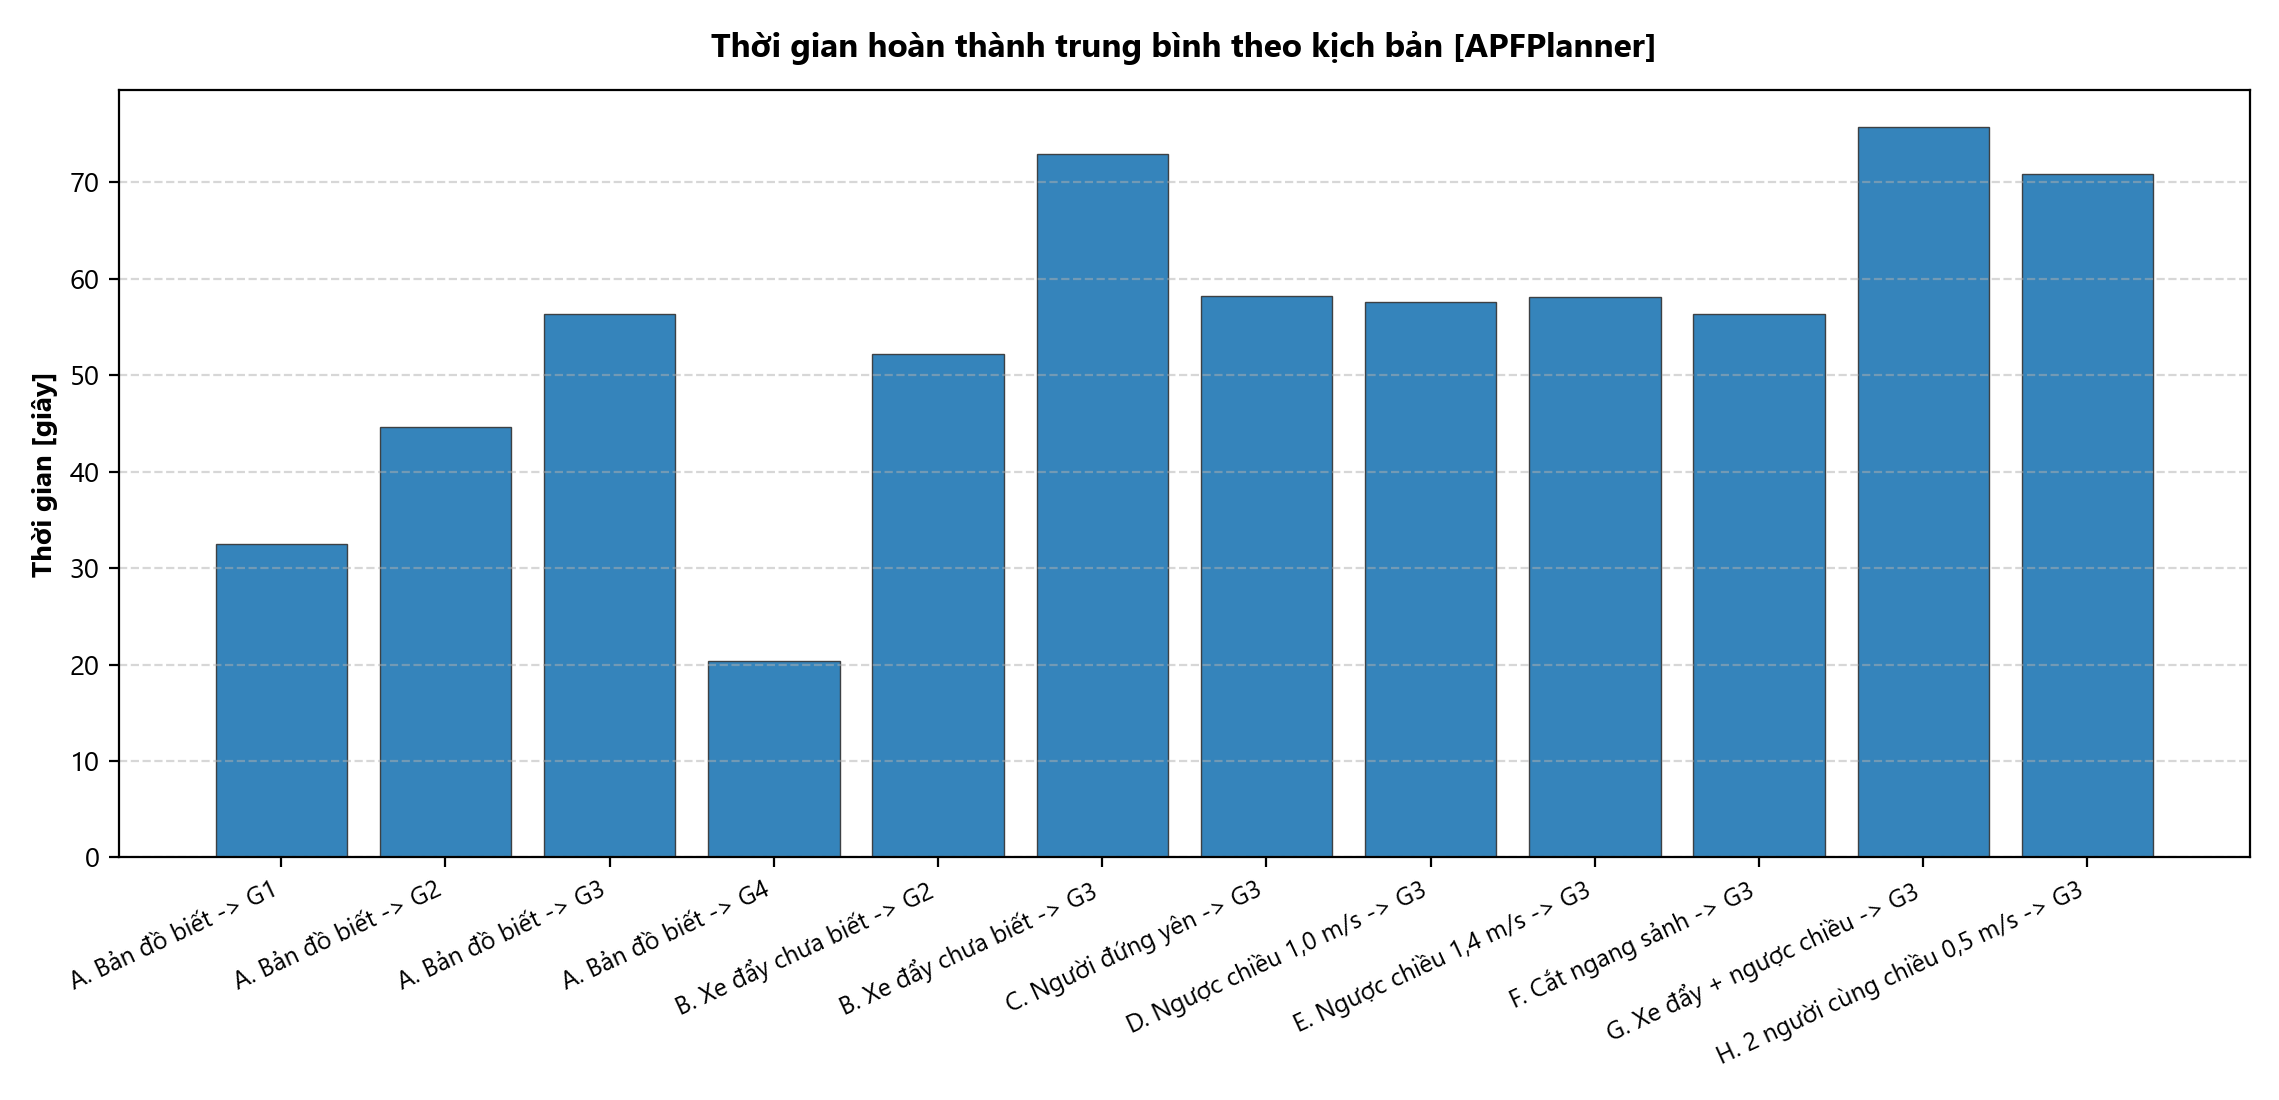 Thời gian hoàn thành trung bình theo kịch bản [APFPlanner]
Thời gian [giây]
70
60
50
40
30
20
10
0
A. Bản đồ biết -> G1
A. Bản đồ biết -> G2
A. Bản đồ biết -> G3
A. Bản đồ biết -> G4
B. Xe đẩy chưa biết -> G2
B. Xe đẩy chưa biết -> G3
C. Người đứng yên -> G3
D. Ngược chiều 1,0 m/s -> G3
E. Ngược chiều 1,4 m/s -> G3
F. Cắt ngang sảnh -> G3
G. Xe đẩy + ngược chiều -> G3
H. 2 người cùng chiều 0,5 m/s -> G3